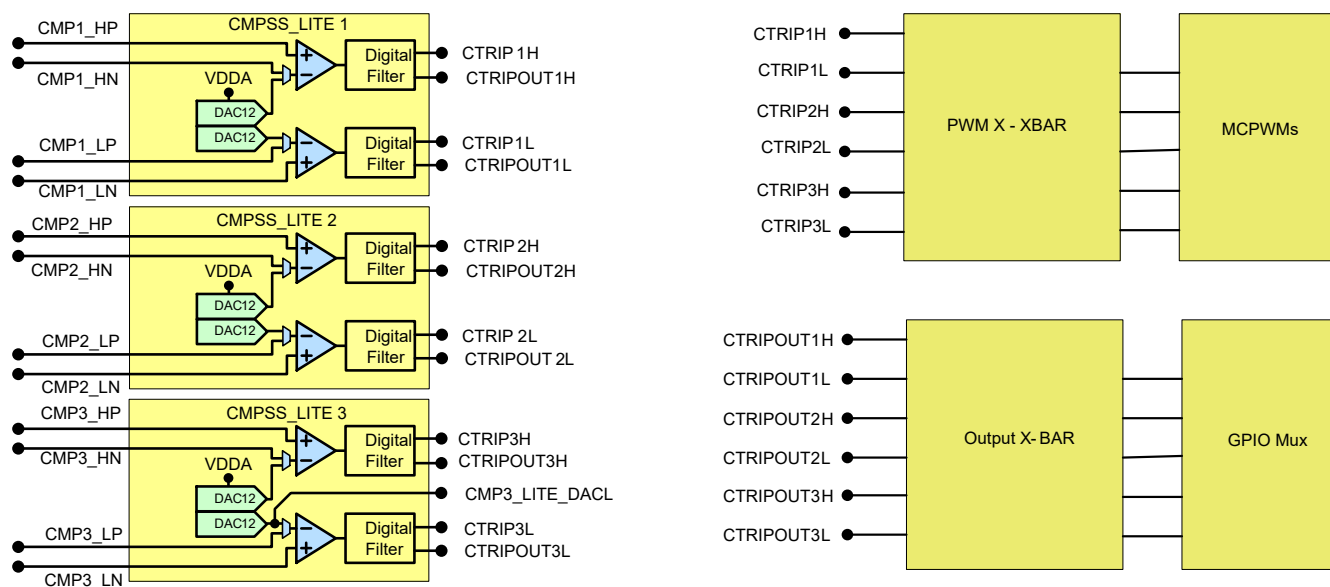 CMPSS_LITE 1
CMP1_HP
CMP1_HN
VDDA
DAC12
DAC12
CMP1_LP
CMP1_LN
Digital
Filter
CTRIP 1H
CTRIPOUT1H
Digital
Filter
CTRIP1L
CTRIPOUT1L
CMPSS_LITE 2
CMP2_HP
CMP2_HN
VDDA
DAC12
DAC12
CMP2_LP
CMP2_LN
Digital
Filter
CTRIP 2H
CTRIPOUT2H
Digital
Filter
CTRIP 2L
CTRIPOUT 2L
CMPSS_LITE 3
CMP3_HP
CMP3_HN
VDDA
DAC12
DAC12
CMP3_LP
CMP3_LN
Digital
Filter
CTRIP3H
CTRIPOUT3H
CMP3_LITE_DACL
Digital
Filter
CTRIP3L
CTRIPOUT3L
CTRIP1H
CTRIP1L
CTRIP2H
CTRIP2L
CTRIP3H
CTRIP3L
PWM X - XBAR
MCPWMs
CTRIPOUT1H
CTRIPOUT1L
CTRIPOUT2H
CTRIPOUT2L
CTRIPOUT3H
CTRIPOUT3L
Output X- BAR
GPIO Mux